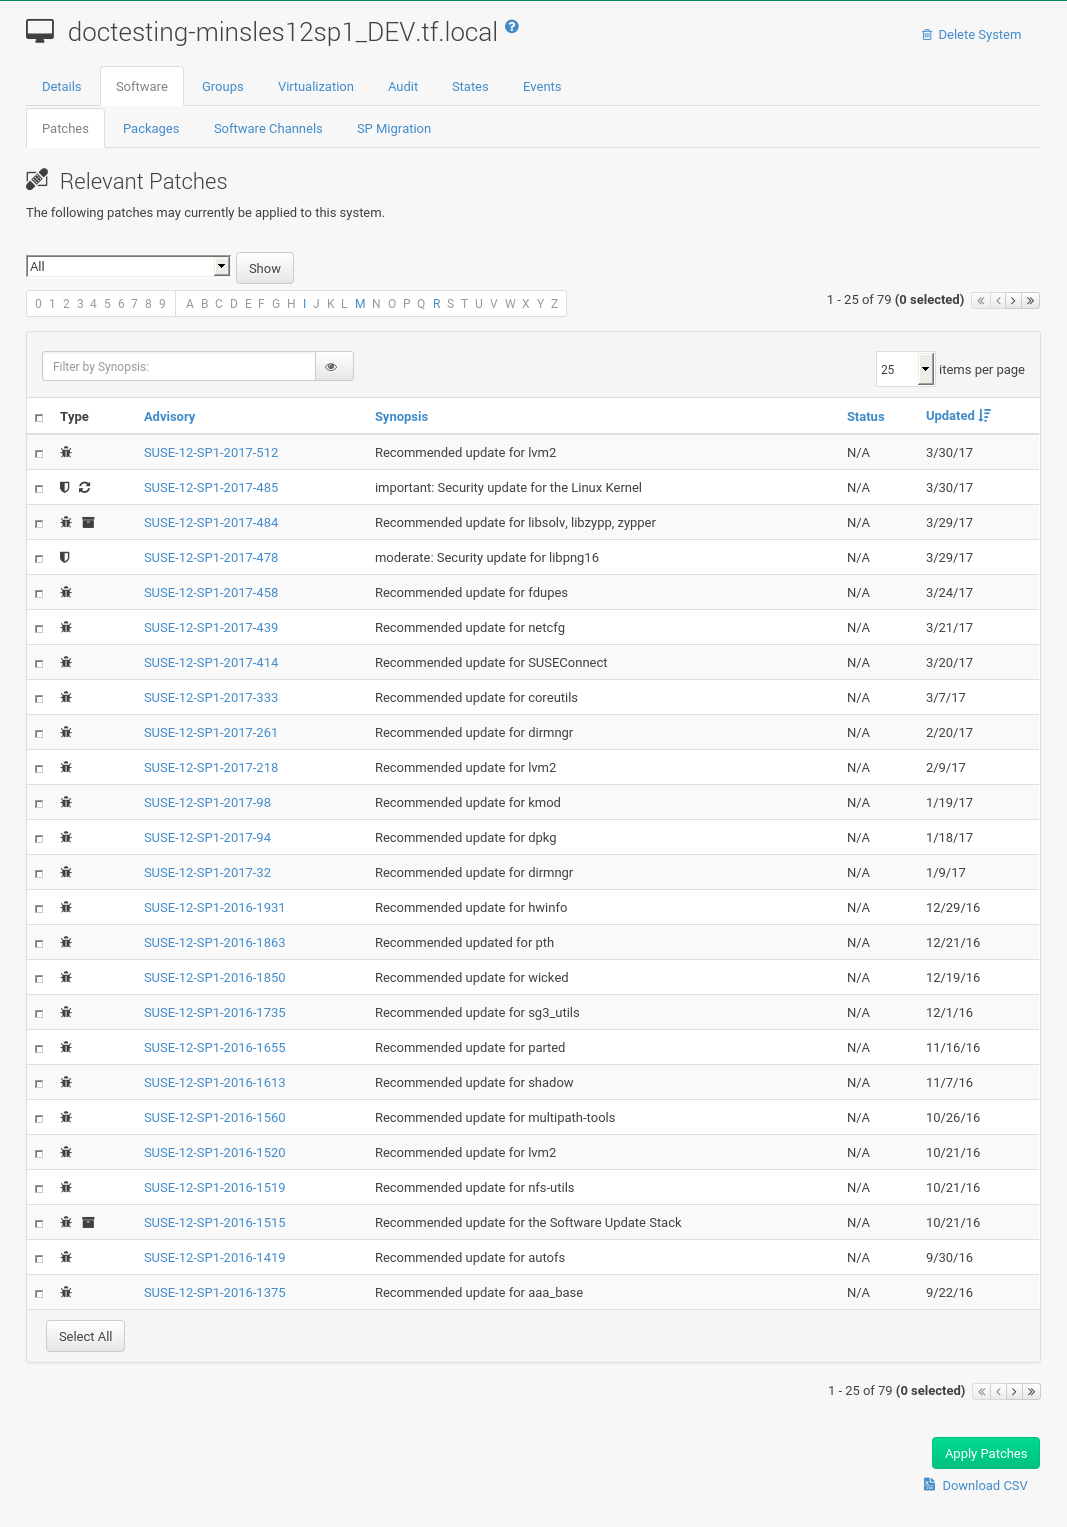 doctesting-minsles12sp1_DEV.tf.local
Delete System
Details Software Groups Virtualization Audit States Events
Patches Packages Software Channels SP Migration
Relevant Patches
The following patches may currently be applied to this system.
All Show
0 1 2 3 4 5 6 7 8 9 A B C D E F G H I J K L M N O P Q R S T U V W X Y Z 1 - 25 of 79 (0 selected)
Filter by Synopsis: 25 items per page
Type Advisory Synopsis Status Updated
SUSE-12-SP1-2017-512 Recommended update for lvm2 N/A 3/30/17
SUSE-12-SP1-2017-485 important: Security update for the Linux Kernel N/A 3/30/17
SUSE-12-SP1-2017-484 Recommended update for libsolv, libzypp, zypper N/A 3/29/17
SUSE-12-SP1-2017-478 moderate: Security update for libpng16 N/A 3/29/17
SUSE-12-SP1-2017-458 Recommended update for fdupes N/A 3/24/17
SUSE-12-SP1-2017-439 Recommended update for netcfg N/A 3/21/17
SUSE-12-SP1-2017-414 Recommended update for SUSEConnect N/A 3/20/17
SUSE-12-SP1-2017-333 Recommended update for coreutils N/A 3/7/17
SUSE-12-SP1-2017-261 Recommended update for dirmngr N/A 2/20/17
SUSE-12-SP1-2017-218 Recommended update for lvm2 N/A 2/9/17
SUSE-12-SP1-2017-98 Recommended update for kmod N/A 1/19/17
SUSE-12-SP1-2017-94 Recommended update for dpkg N/A 1/18/17
SUSE-12-SP1-2017-32 Recommended update for dirmngr N/A 1/9/17
SUSE-12-SP1-2016-1931 Recommended update for hwinfo N/A 12/29/16
SUSE-12-SP1-2016-1863 Recommended updated for pth N/A 12/21/16
SUSE-12-SP1-2016-1850 Recommended update for wicked N/A 12/19/16
SUSE-12-SP1-2016-1735 Recommended update for sg3_utils N/A 12/1/16
SUSE-12-SP1-2016-1655 Recommended update for parted N/A 11/16/16
SUSE-12-SP1-2016-1613 Recommended update for shadow N/A 11/7/16
SUSE-12-SP1-2016-1560 Recommended update for multipath-tools N/A 10/26/16
SUSE-12-SP1-2016-1520 Recommended update for lvm2 N/A 10/21/16
SUSE-12-SP1-2016-1519 Recommended update for nfs-utils N/A 10/21/16
SUSE-12-SP1-2016-1515 Recommended update for the Software Update Stack N/A 10/21/16
SUSE-12-SP1-2016-1419 Recommended update for autofs N/A 9/30/16
SUSE-12-SP1-2016-1375 Recommended update for aaa_base N/A 9/22/16
Select All
1 - 25 of 79 (0 selected)
Apply Patches
Download CSV